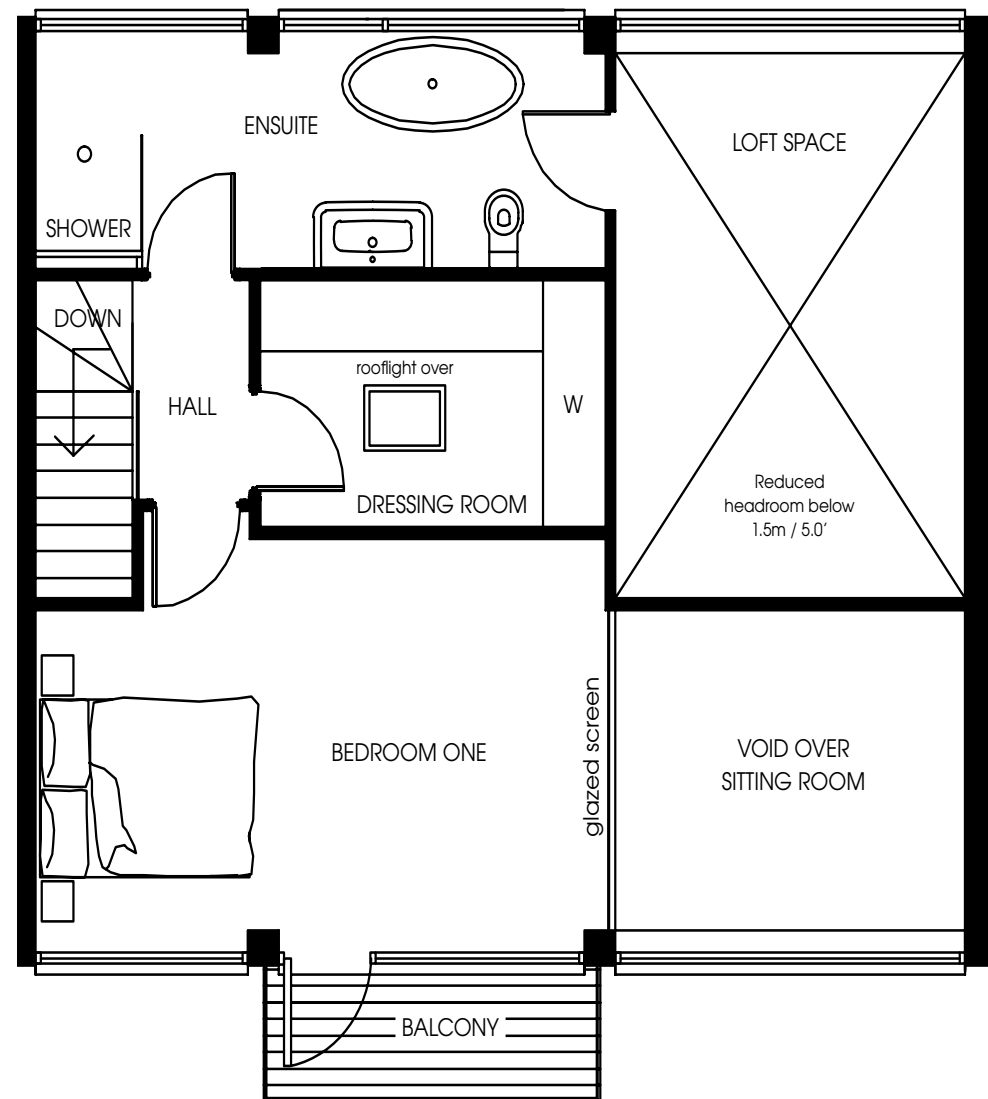 ENSUITE
LOFT SPACE
SHOWER
DOWN
rooflight over
HALL
W
DRESSING ROOM
Reduced
headroom below
1.5m / 5.0'
glazed screen
BEDROOM ONE
VOID OVER
SITTING ROOM
BALCONY